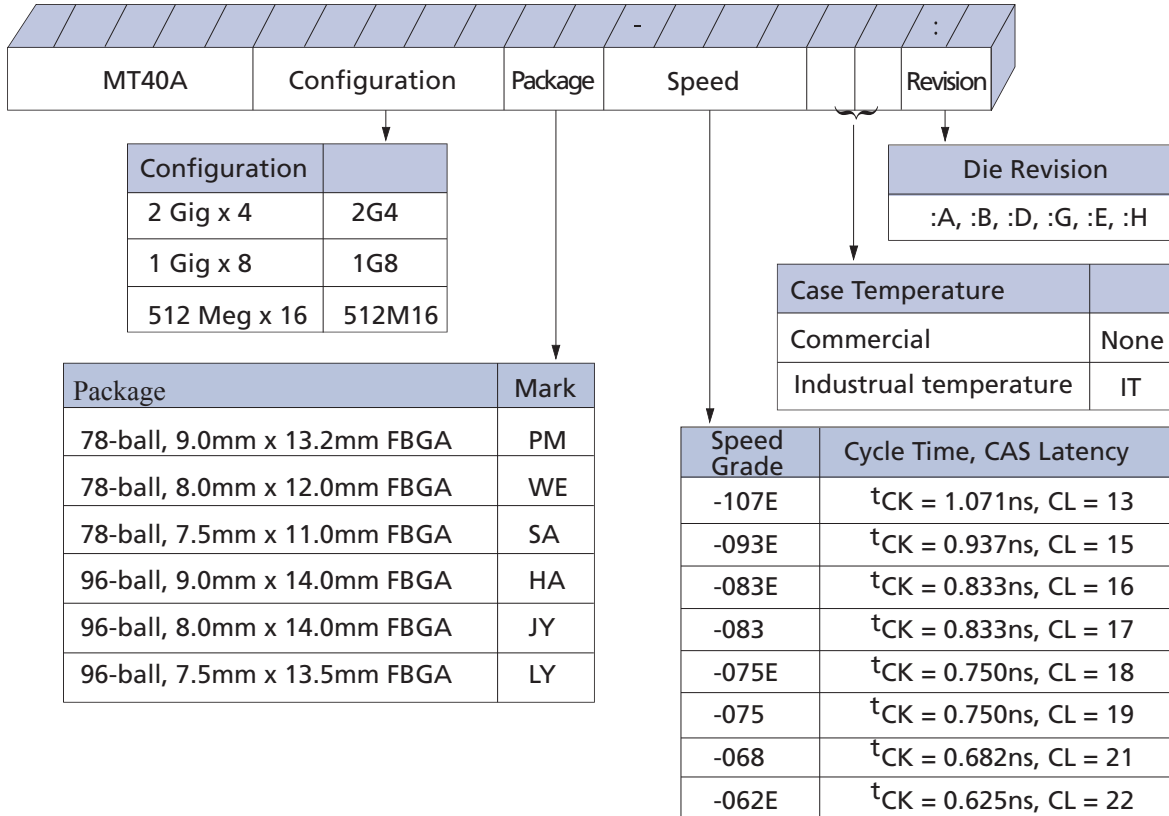 - :
MT40A Configuration Package Speed Revision
Configuration
2 Gig x 4 2G4
1 Gig x 8 1G8
512 Meg x 16 512M16
Die Revision
:A, :B, :D, :G, :E, :H
Case Temperature
Commercial None
Industrual temperature IT
Package Mark
78-ball, 9.0mm x 13.2mm FBGA PM
78-ball, 8.0mm x 12.0mm FBGA WE
78-ball, 7.5mm x 11.0mm FBGA SA
96-ball, 9.0mm x 14.0mm FBGA HA
96-ball, 8.0mm x 14.0mm FBGA JY
96-ball, 7.5mm x 13.5mm FBGA LY
Speed Grade Cycle Time, CAS Latency
-107E tCK = 1.071ns, CL = 13
-093E tCK = 0.937ns, CL = 15
-083E tCK = 0.833ns, CL = 16
-083 tCK = 0.833ns, CL = 17
-075E tCK = 0.750ns, CL = 18
-075 tCK = 0.750ns, CL = 19
-068 tCK = 0.682ns, CL = 21
-062E tCK = 0.625ns, CL = 22